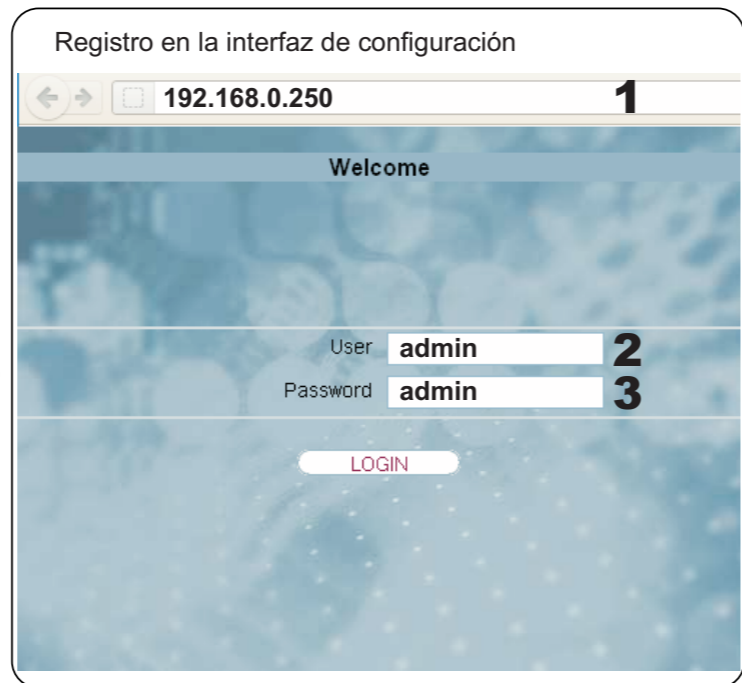 Registro en la interfaz de configuración
192.168.0.250 1
Welcome
User admin 2
Password admin 3
LOGIN